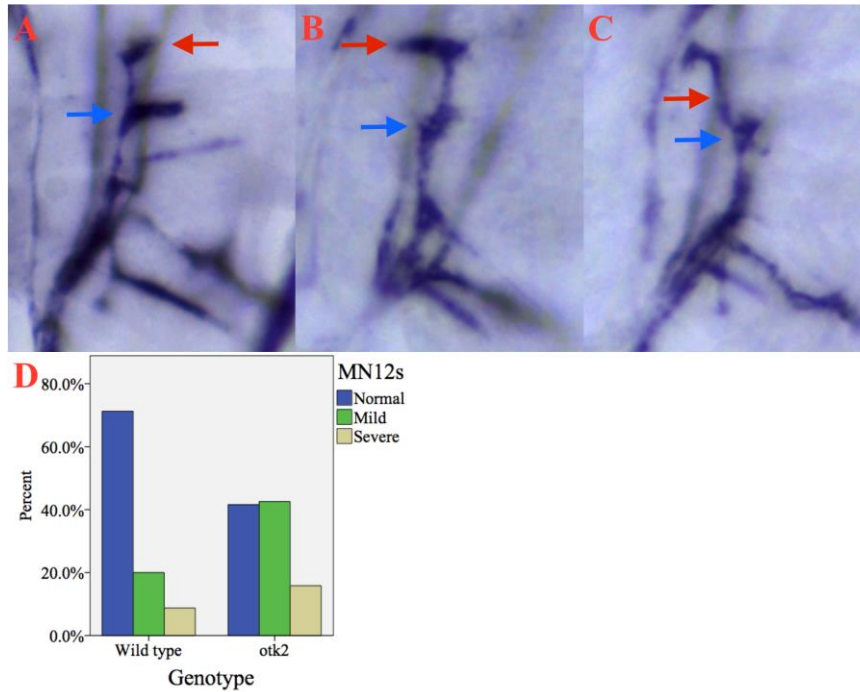 A
B
C
D
MN12s
Normal
Mild
Severe
80.0%
60.0%
40.0%
20.0%
0.0%
Percent
Wild type
otk2
Genotype